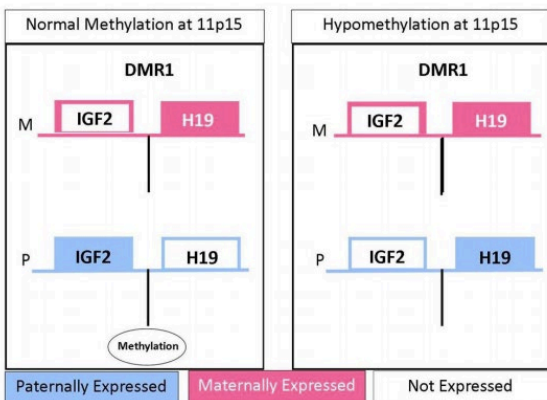 Normal Methylation at 11p15
Hypomethylation at 11p15
DMR1
DMR1
M IGF2 H19
M IGF2 H19
P IGF2 H19
P IGF2 H19
Methylation
Paternally Expressed
Maternally Expressed
Not Expressed